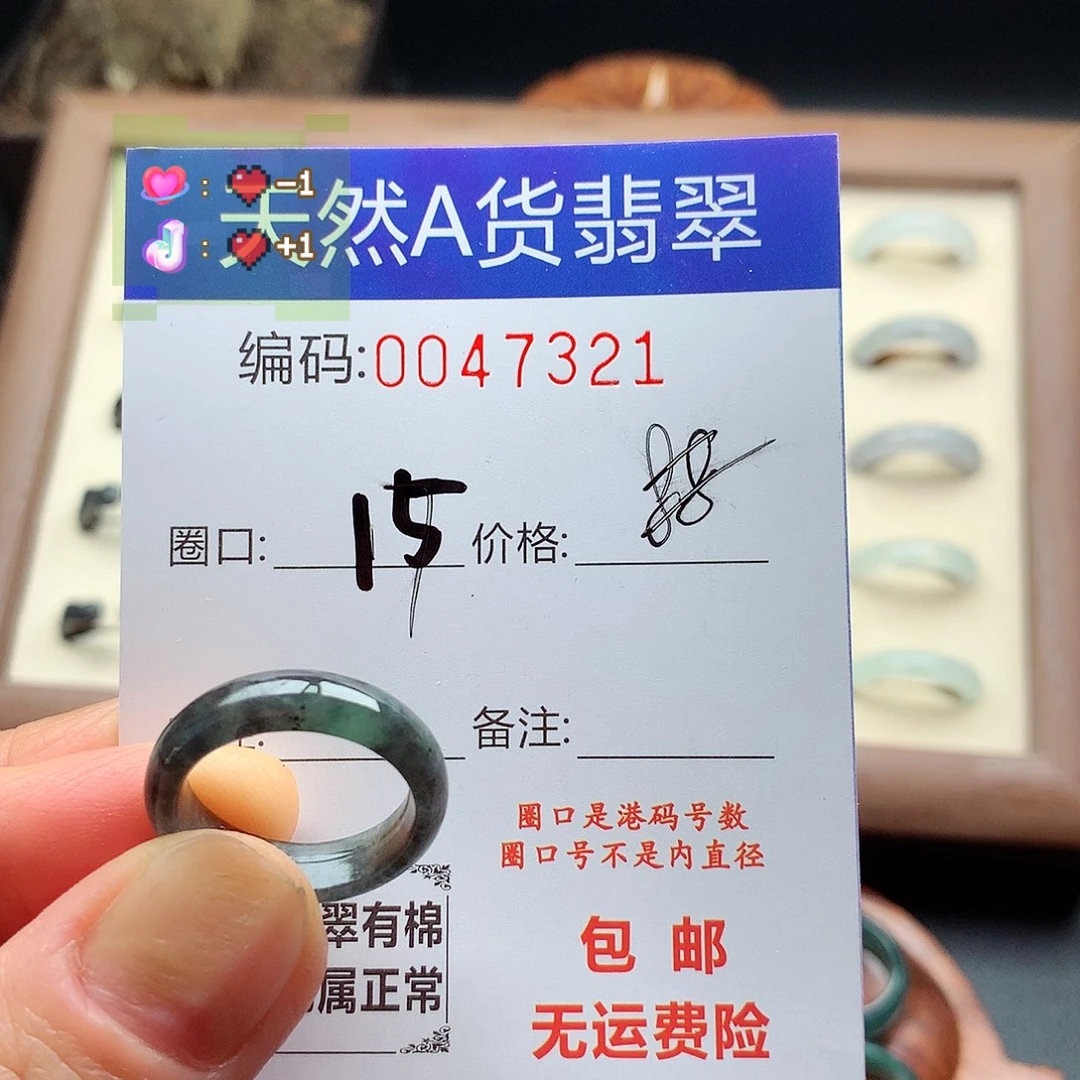 天然A货翡翠
: -1
: +1
编码:0047321
圈口: 15 价格:
备注:
圈口是港码号数
圈口号不是内直径
翠有棉
属正常
包邮
无运费险